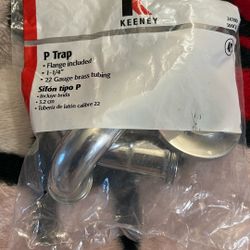 KEENEY
P Trap
• Flange included
• 1-1/4"
• 22 Gauge brass tubing
Sifón tipo P
• Incluye brida
• 3.2 cm
• Tubería de latón calibre 22